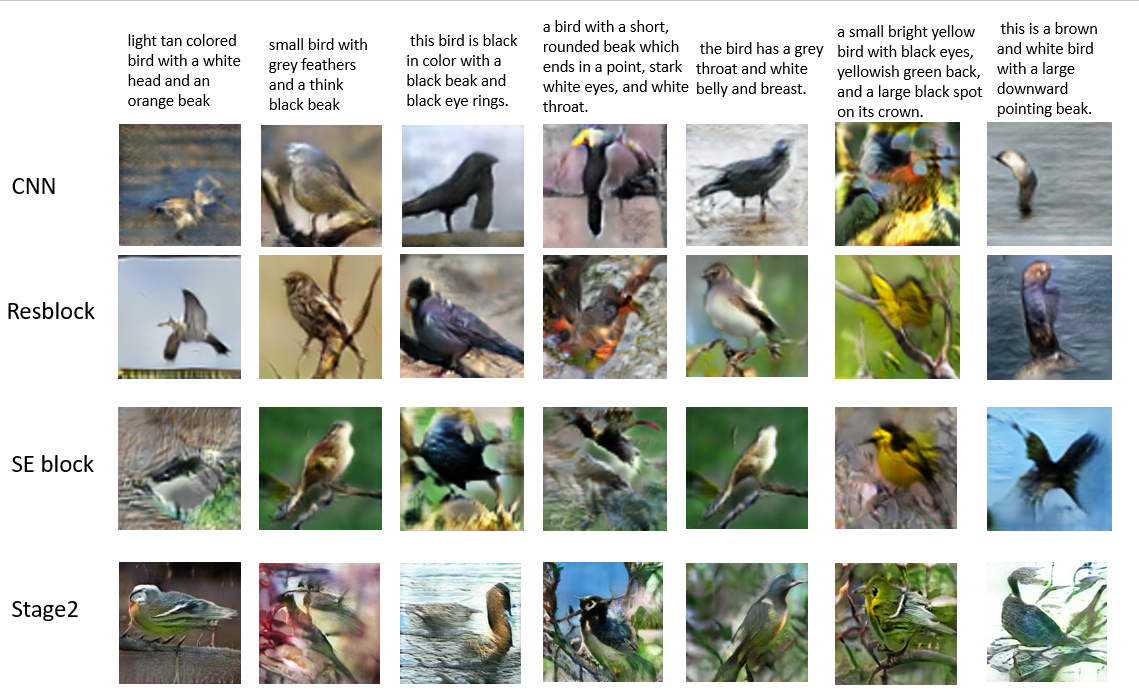 light tan colored
bird with a white
head and an
orange beak
small bird with
grey feathers
and a think
black beak
this bird is black
in color with a
black beak and
black eye rings.
a bird with a short,
rounded beak which
ends in a point, stark
white eyes, and white
throat.
the bird has a grey
throat and white
belly and breast.
a small bright yellow
bird with black eyes,
yellowish green back,
and a large black spot
on its crown.
this is a brown
and white bird
with a large
downward
pointing beak.
CNN
Resblock
SE block
Stage2